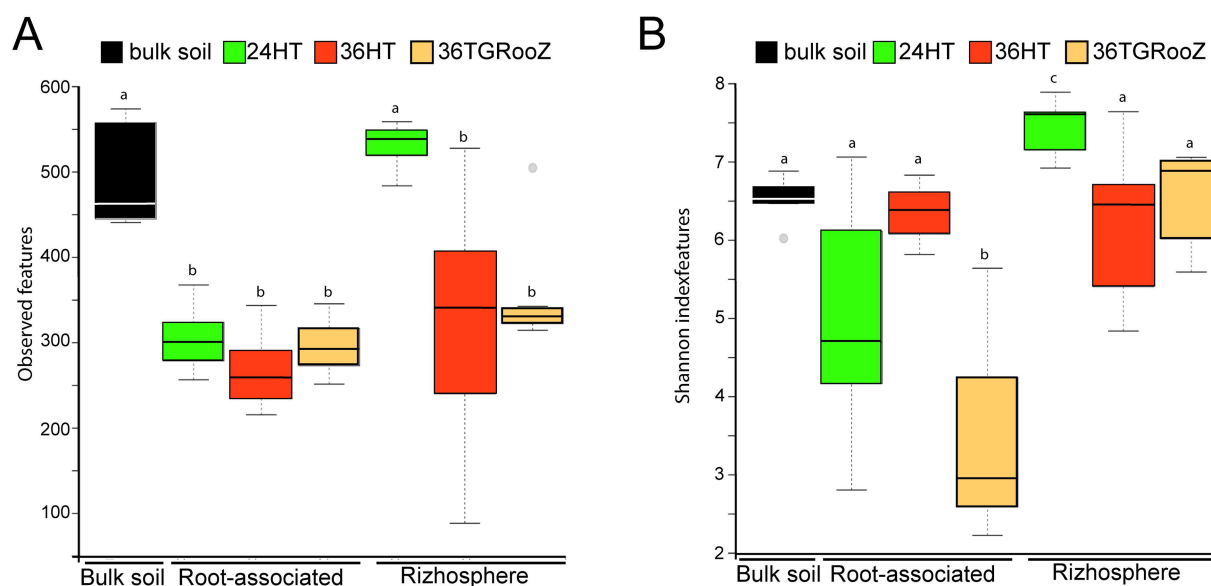 A
bulk soil 24HT 36HT 36TGRooZ
Observed features
600
500
400
300
200
100
a
b
b
b
a
b
b
Bulk soil Root-associated Rizhosphere
B
bulk soil 24HT 36HT 36TGRooZ
Shannon indexfeatures
8
7
6
5
4
3
2
a
a
a
b
c
a
a
Bulk soil Root-associated Rizhosphere